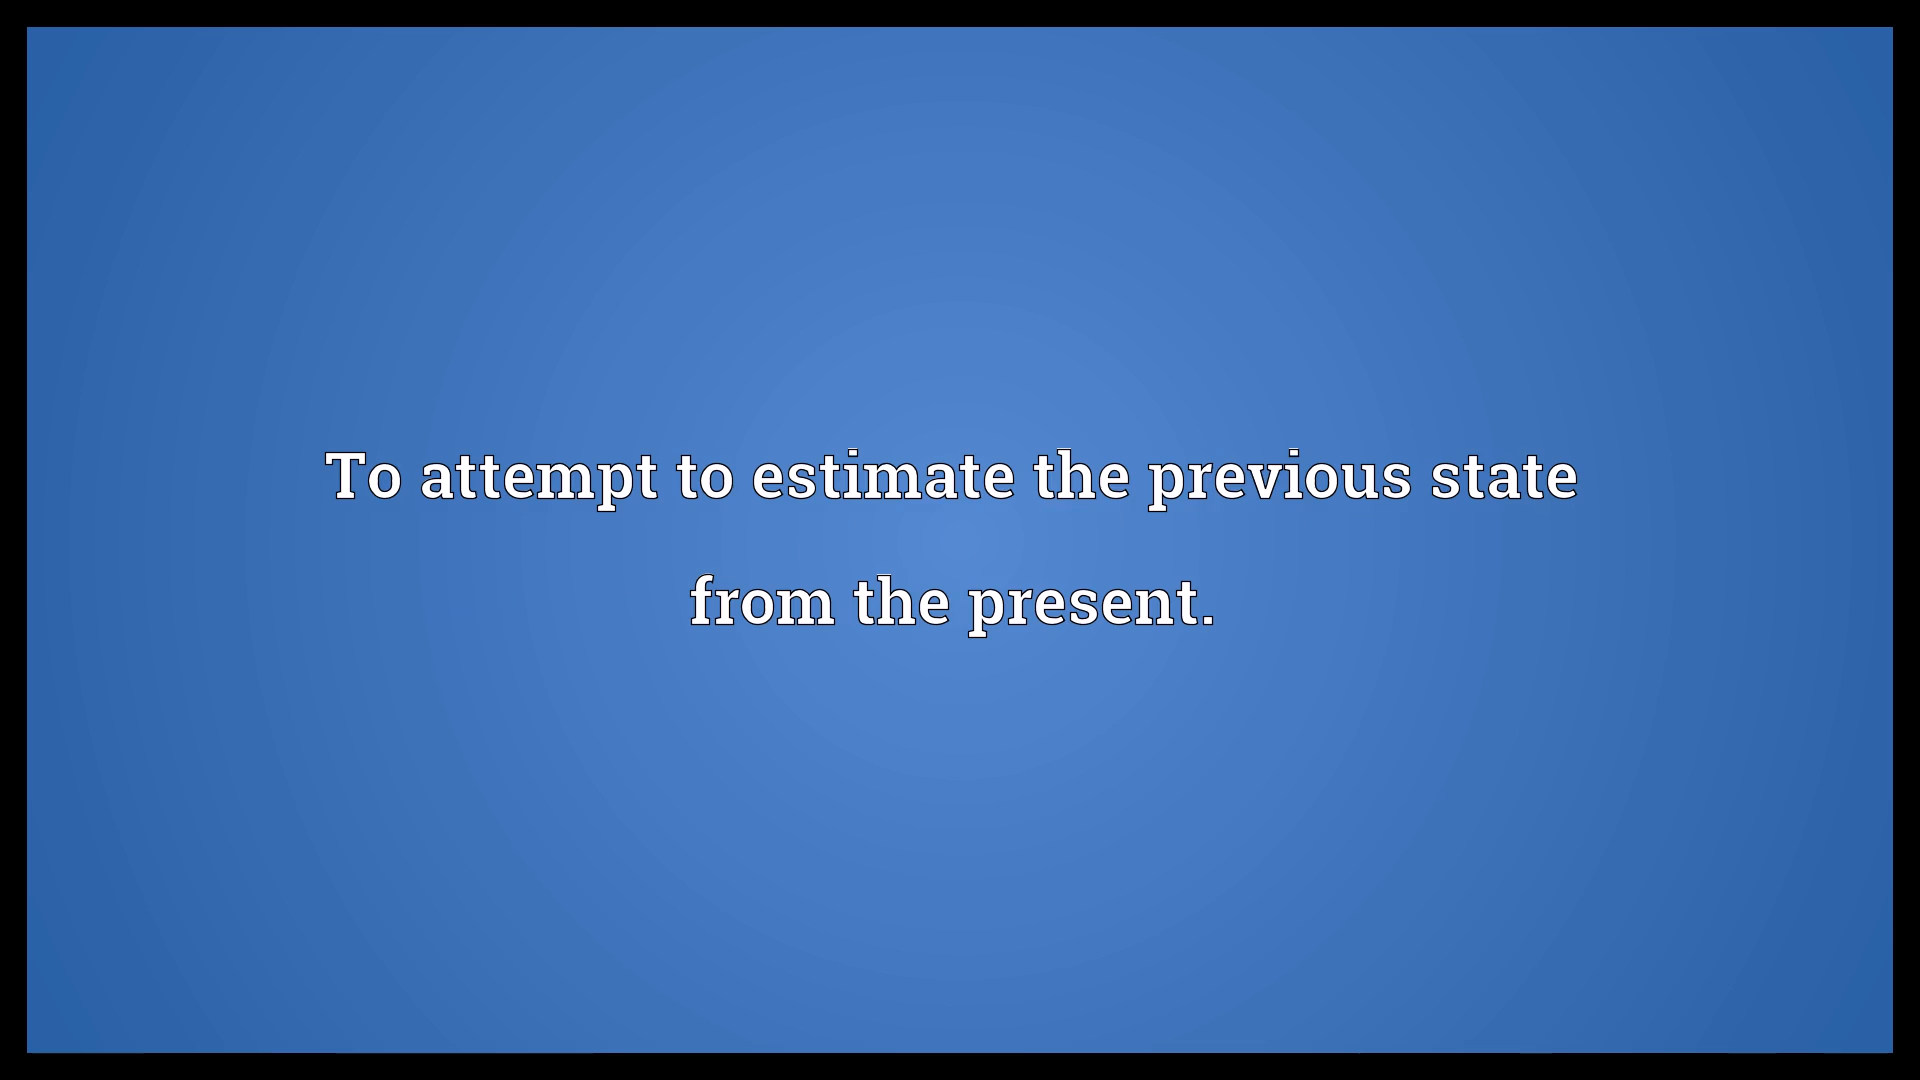 To attempt to estimate the previous state
from the present.